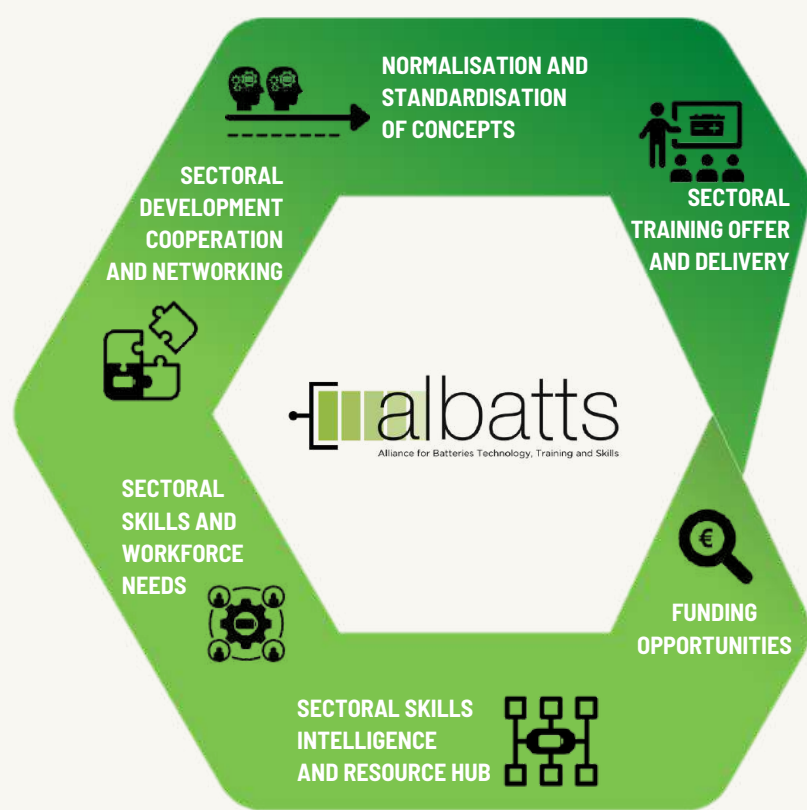 NORMALISATION AND
STANDARDISATION
OF CONCEPTS
SECTORAL
TRAINING OFFER
AND DELIVERY
SECTORAL
DEVELOPMENT
COOPERATION
AND NETWORKING
albatts
Alliance for Batteries Technology, Training and Skills
SECTORAL
SKILLS AND
WORKFORCE
NEEDS
€
FUNDING
OPPORTUNITIES
SECTORAL SKILLS
INTELLIGENCE
AND RESOURCE HUB